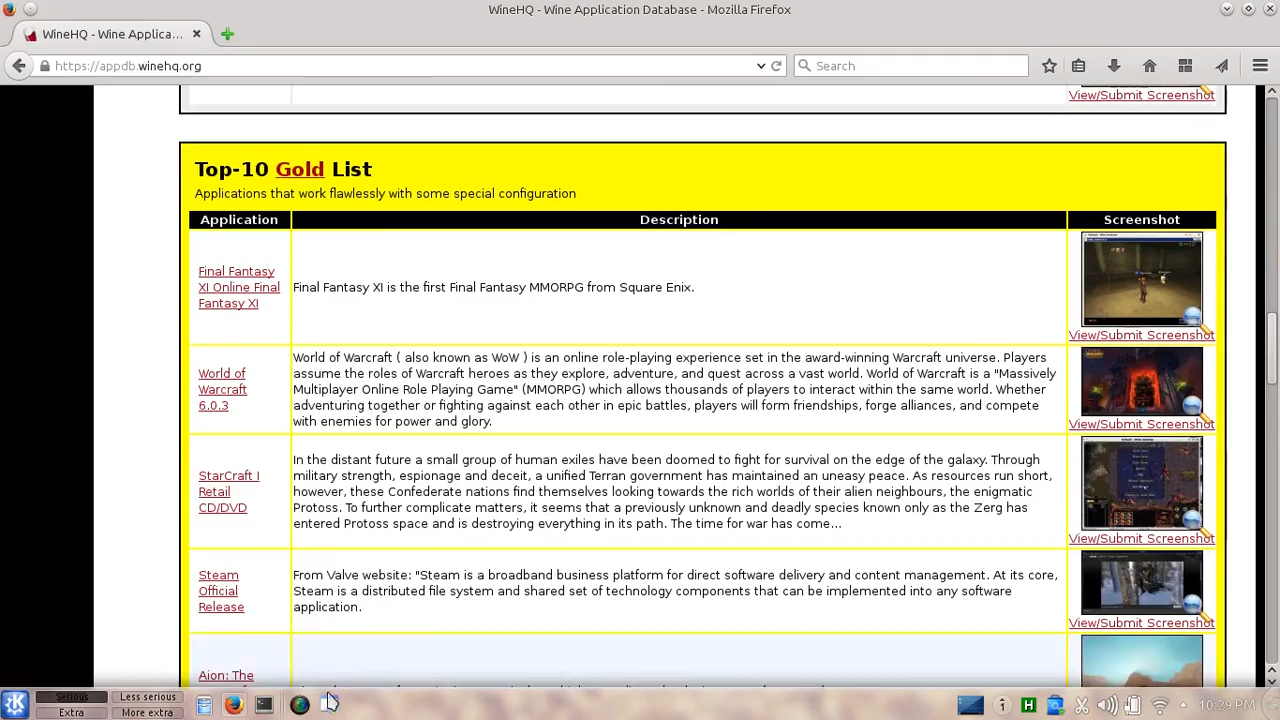 WineHQ - Wine Application Database - Mozilla Firefox
WineHQ - Wine Applica...
https://appdb.winehq.org
Search
View/Submit Screenshot
Top-10 Gold List
Applications that work flawlessly with some special configuration
Application Description Screenshot
Final Fantasy
XI Online Final
Fantasy XI
Final Fantasy XI is the first Final Fantasy MMORPG from Square Enix.
View/Submit Screenshot
World of
Warcraft
6.0.3
World of Warcraft ( also known as WoW ) is an online role-playing experience set in the award-winning Warcraft universe. Players
assume the roles of Warcraft heroes as they explore, adventure, and quest across a vast world. World of Warcraft is a "Massively
Multiplayer Online Role Playing Game" (MMORPG) which allows thousands of players to interact within the same world. Whether
adventuring together or fighting against each other in epic battles, players will form friendships, forge alliances, and compete
with enemies for power and glory.
View/Submit Screenshot
StarCraft I
Retail
CD/DVD
In the distant future a small group of human exiles have been doomed to fight for survival on the edge of the galaxy. Through
military strength, espionage and deceit, a unified Terran government has maintained an uneasy peace. As resources run short,
however, these Confederate nations find themselves looking towards the rich worlds of their alien neighbours, the enigmatic
Protoss. To further complicate matters, it seems that a previously unknown and deadly species known only as the Zerg has
entered Protoss space and is destroying everything in its path. The time for war has come...
View/Submit Screenshot
Steam
Official
Release
From Valve website: "Steam is a broadband business platform for direct software delivery and content management. At its core,
Steam is a distributed file system and shared set of technology components that can be implemented into any software
application.
View/Submit Screenshot
Aion: The
Serious Less serious
Extra More extra
10:29 PM